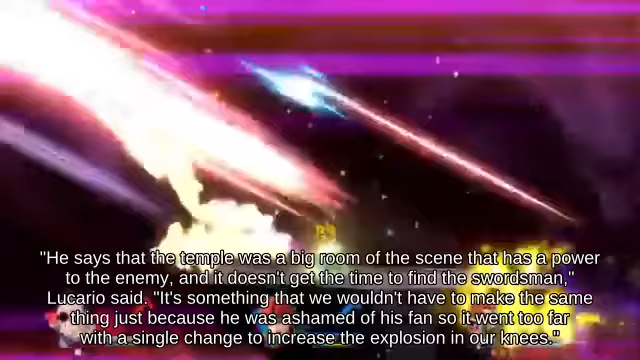 "He says that the temple was a big room of the scene that has a power
to the enemy, and it doesn't get the time to find the swordsman,"
Lucario said. "It's something that we wouldn't have to make the same
thing just because he was ashamed of his fan so it went too far
with a single change to increase the explosion in our knees."